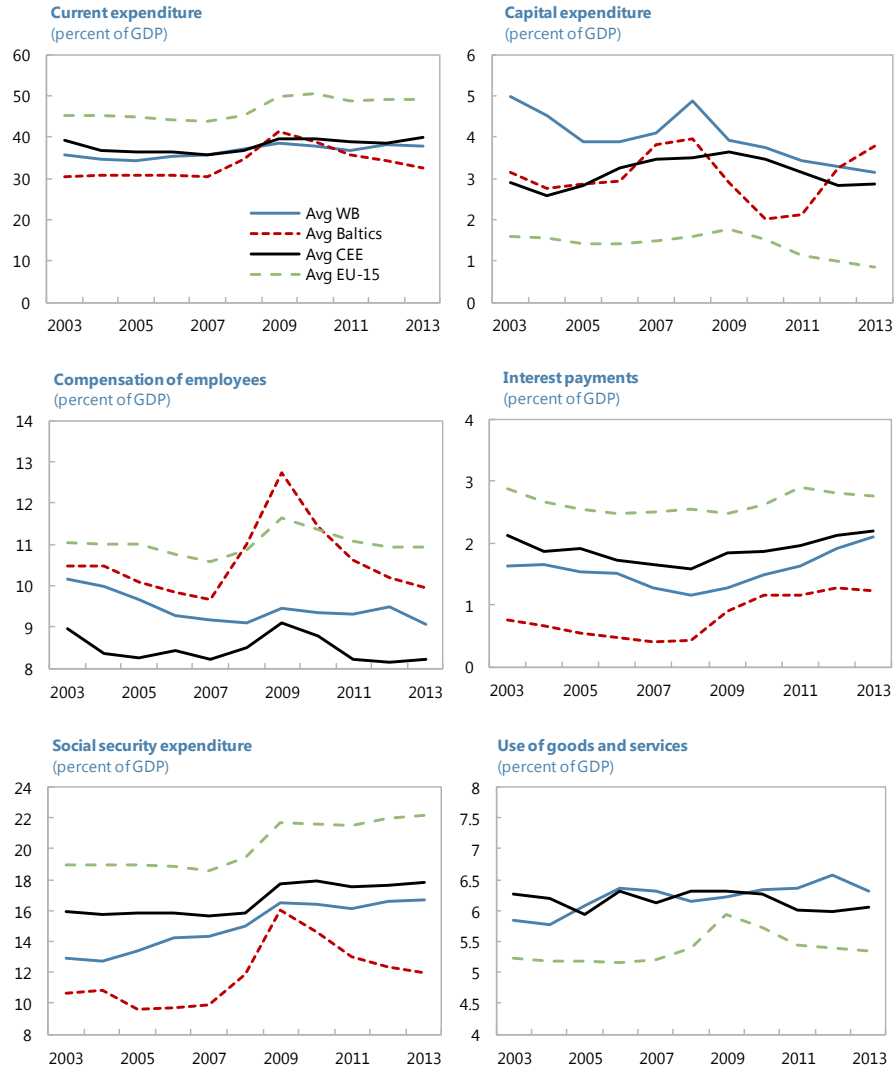 Current expenditure
(percent of GDP)
60
50
40
30
20
10
0
Avg WB
Avg Baltics
Avg CEE
Avg EU-15
2003 2005 2007 2009 2011 2013
Capital expenditure
(percent of GDP)
6
5
4
3
2
1
0
2003 2005 2007 2009 2011 2013
Compensation of employees
(percent of GDP)
14
13
12
11
10
9
8
2003 2005 2007 2009 2011 2013
Interest payments
(percent of GDP)
4
3
2
1
0
2003 2005 2007 2009 2011 2013
Social security expenditure
(percent of GDP)
24
22
20
18
16
14
12
10
8
2003 2005 2007 2009 2011 2013
Use of goods and services
(percent of GDP)
8
7.5
7
6.5
6
5.5
5
4.5
4
2003 2005 2007 2009 2011 2013